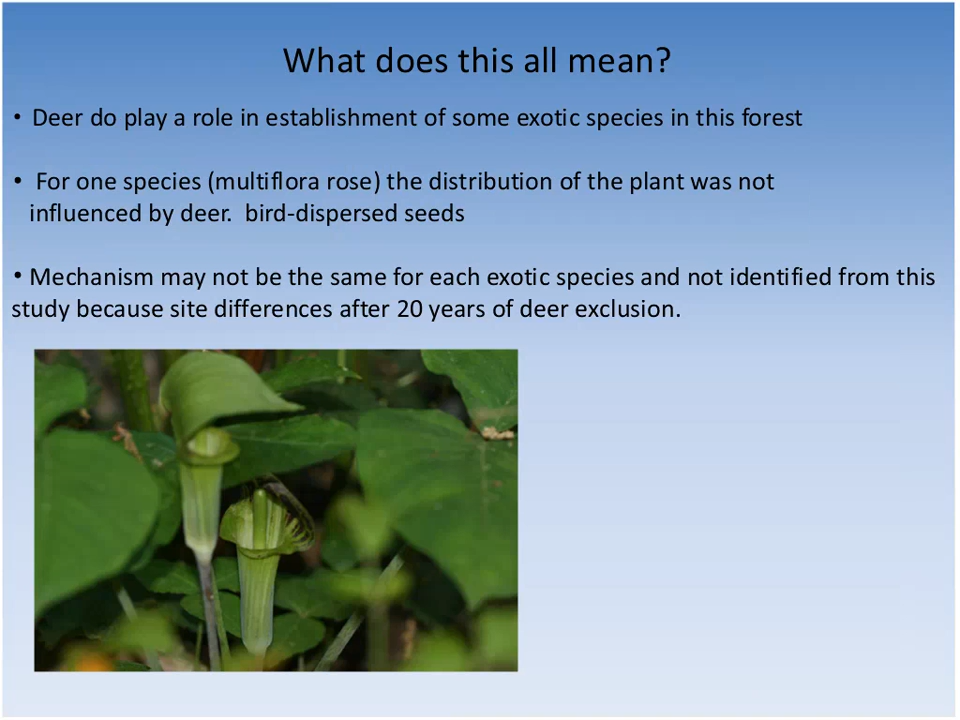 What does this all mean?
• Deer do play a role in establishment of some exotic species in this forest
• For one species (multiflora rose) the distribution of the plant was not
influenced by deer.  bird-dispersed seeds
• Mechanism may not be the same for each exotic species and not identified from this
study because site differences after 20 years of deer exclusion.